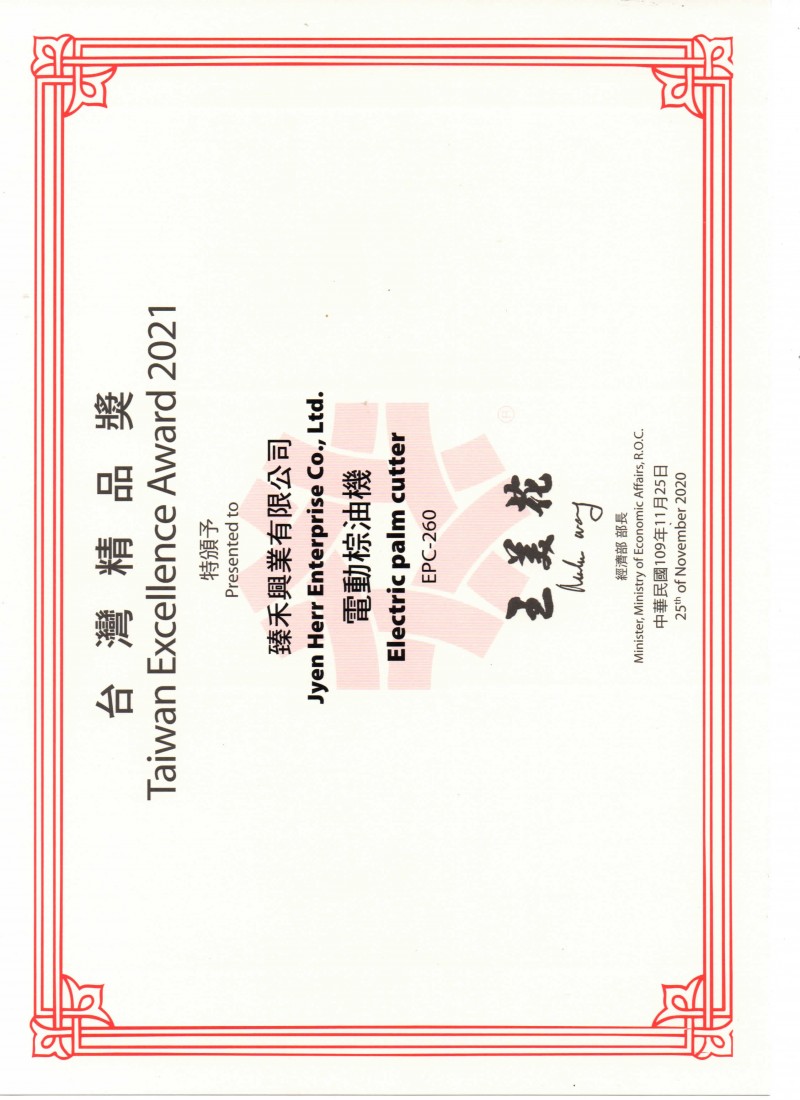 台灣精品獎
Taiwan Excellence Award 2021
特頒予
Presented to
臻禾興業有限公司
Jyen Herr Enterprise Co., Ltd.
電動棕油機
Electric palm cutter
EPC-260
®
王美花
經濟部 部長
Minister, Ministry of Economic Affairs, R.O.C.
中華民國109年11月25日
25th of November 2020